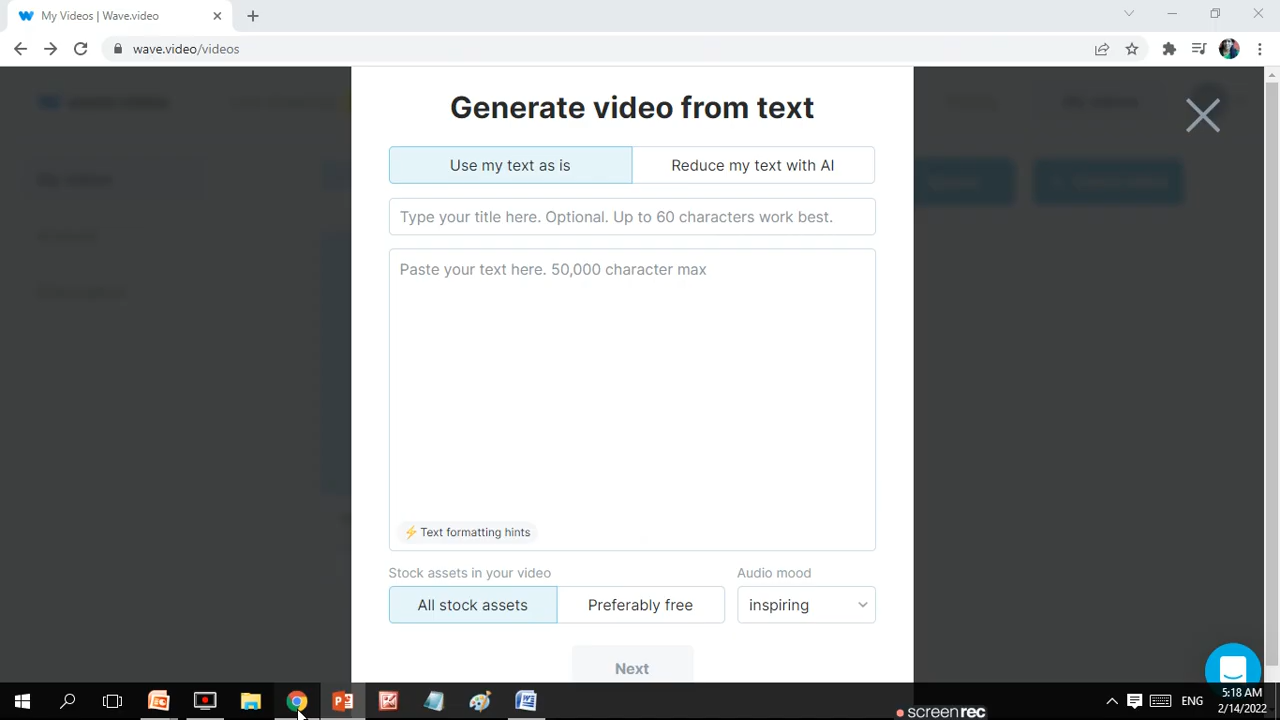 My Videos | Wave.video
wave.video/videos
Generate video from text
Use my text as is
Reduce my text with AI
Type your title here. Optional. Up to 60 characters work best.
Paste your text here. 50,000 character max
⚡Text formatting hints
Stock assets in your video
Audio mood
All stock assets
Preferably free
inspiring
Next
ENG
5:18 AM
2/14/2022
screenrec